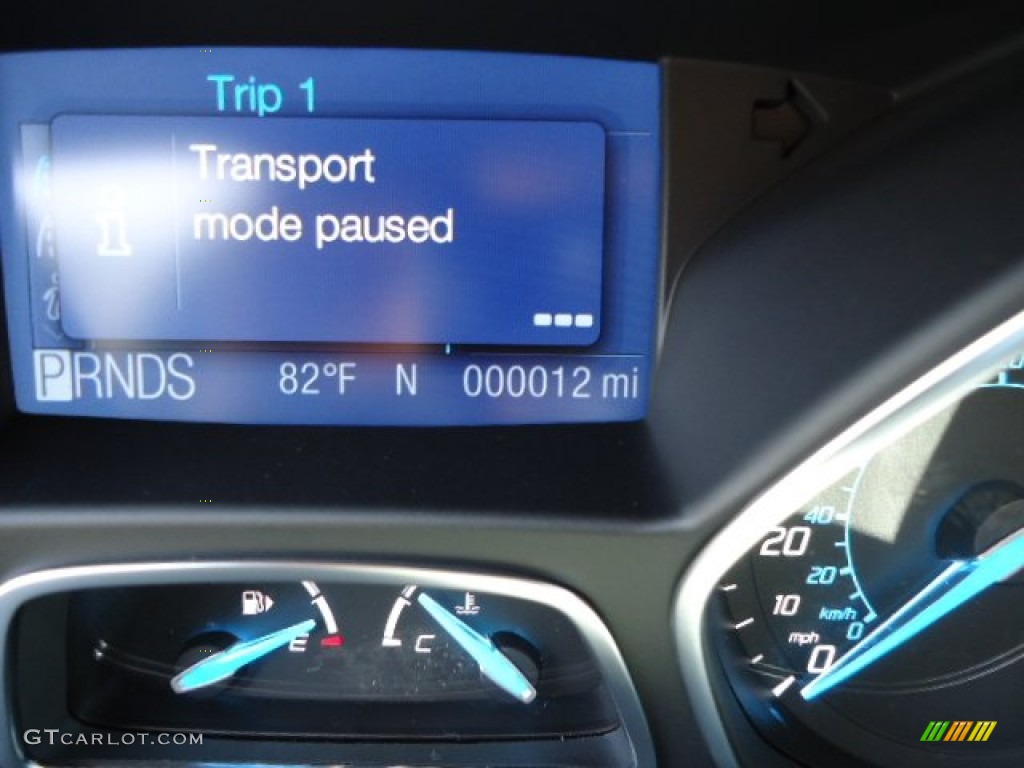 Trip 1
Transport
mode paused
PRNDS 82°F N 000012 mi
40
20
20
10
km/h
0
mph
0
E
C
GTCARLOT.COM